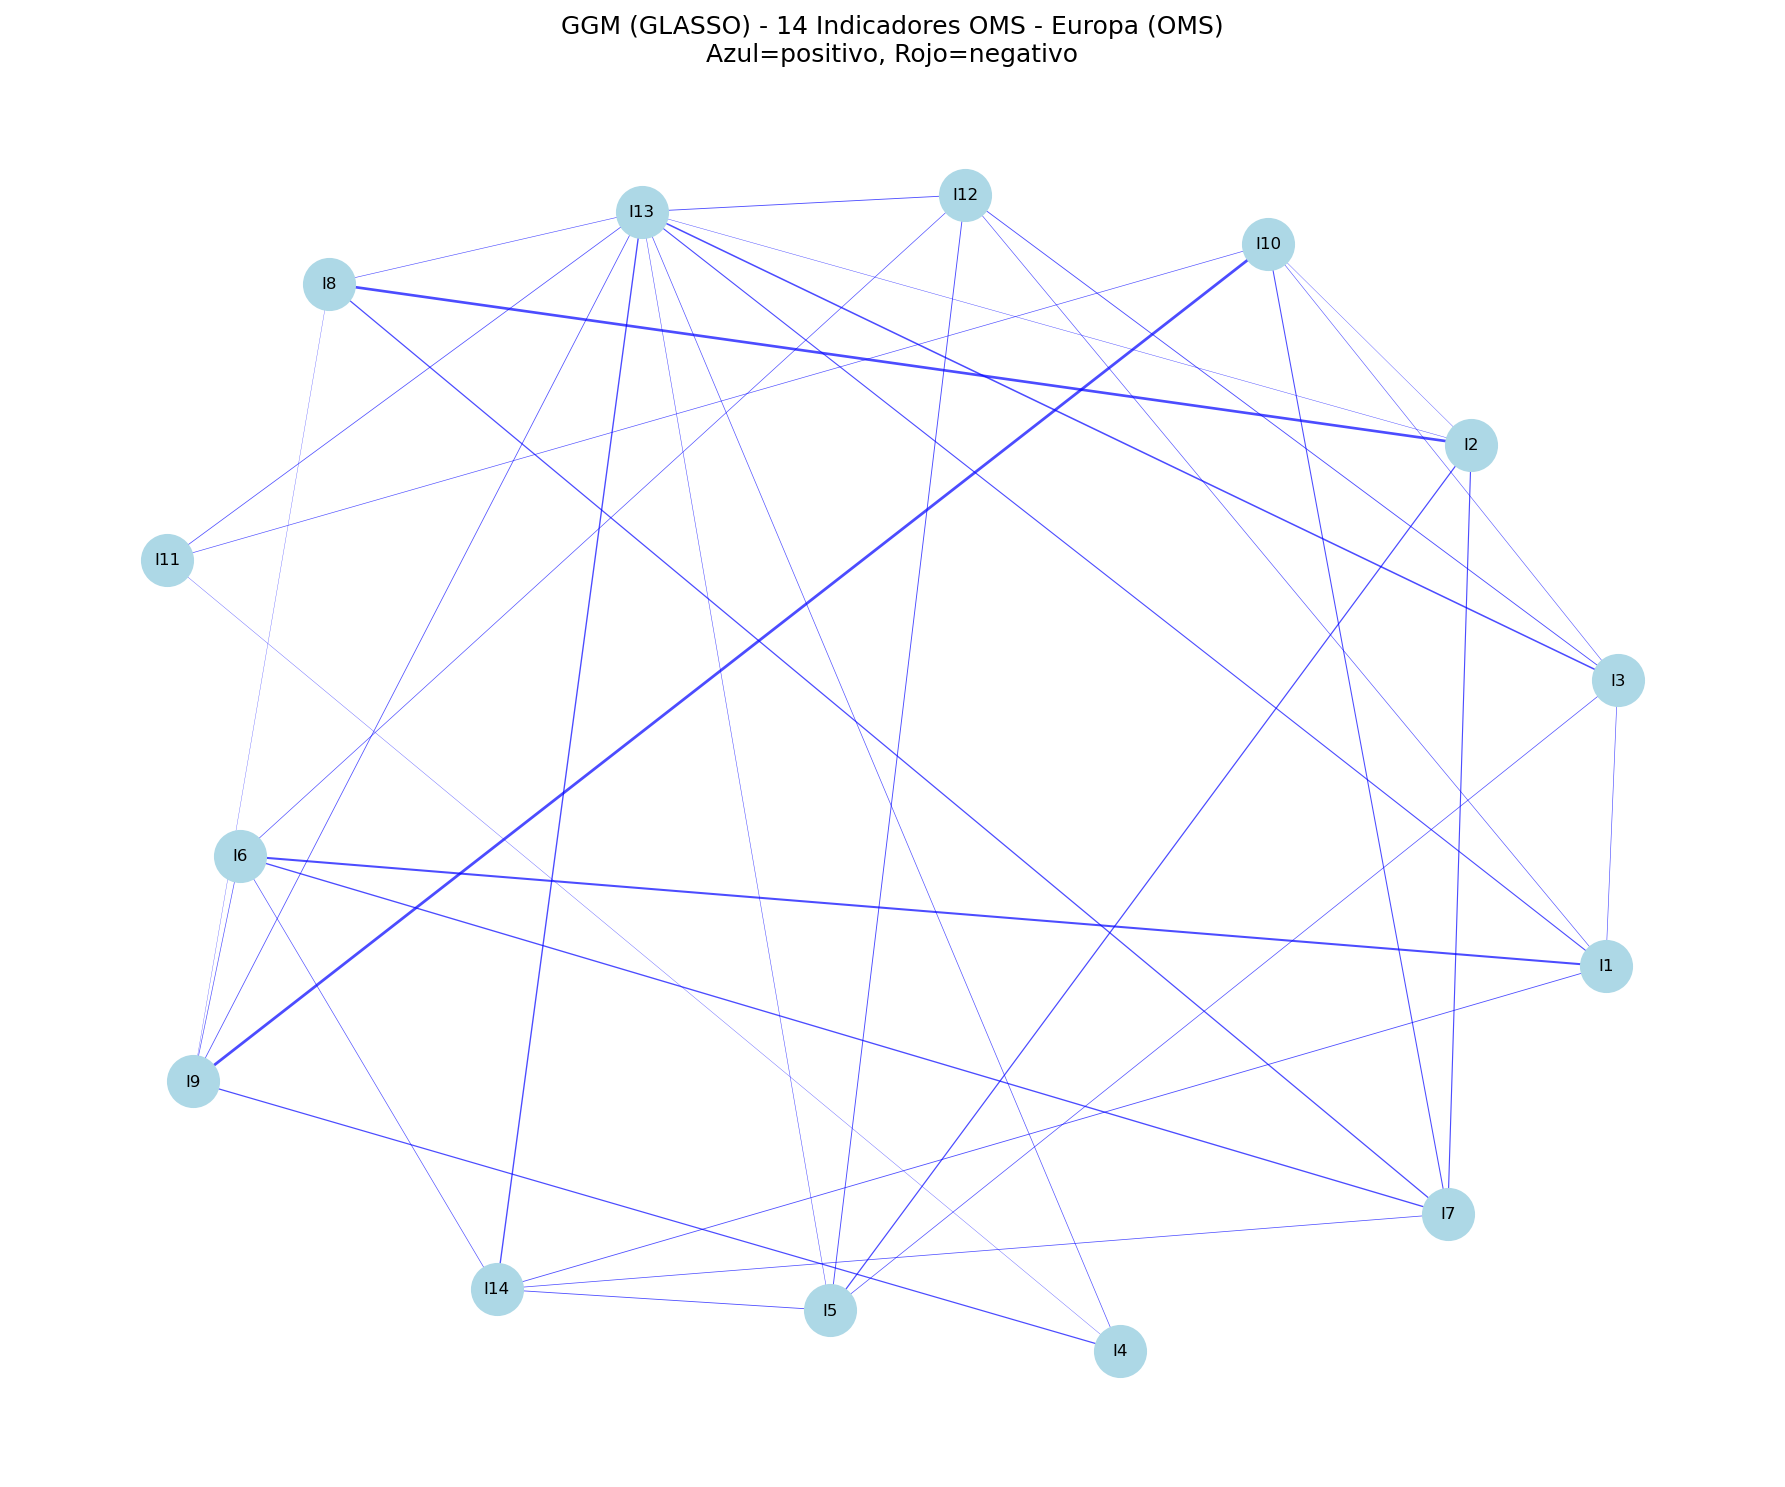 GGM (GLASSO) - 14 Indicadores OMS - Europa (OMS)
Azul=positivo, Rojo=negativo
I12
I13
I10
I8
I2
I11
I3
I6
I1
I9
I7
I14
I5
I4